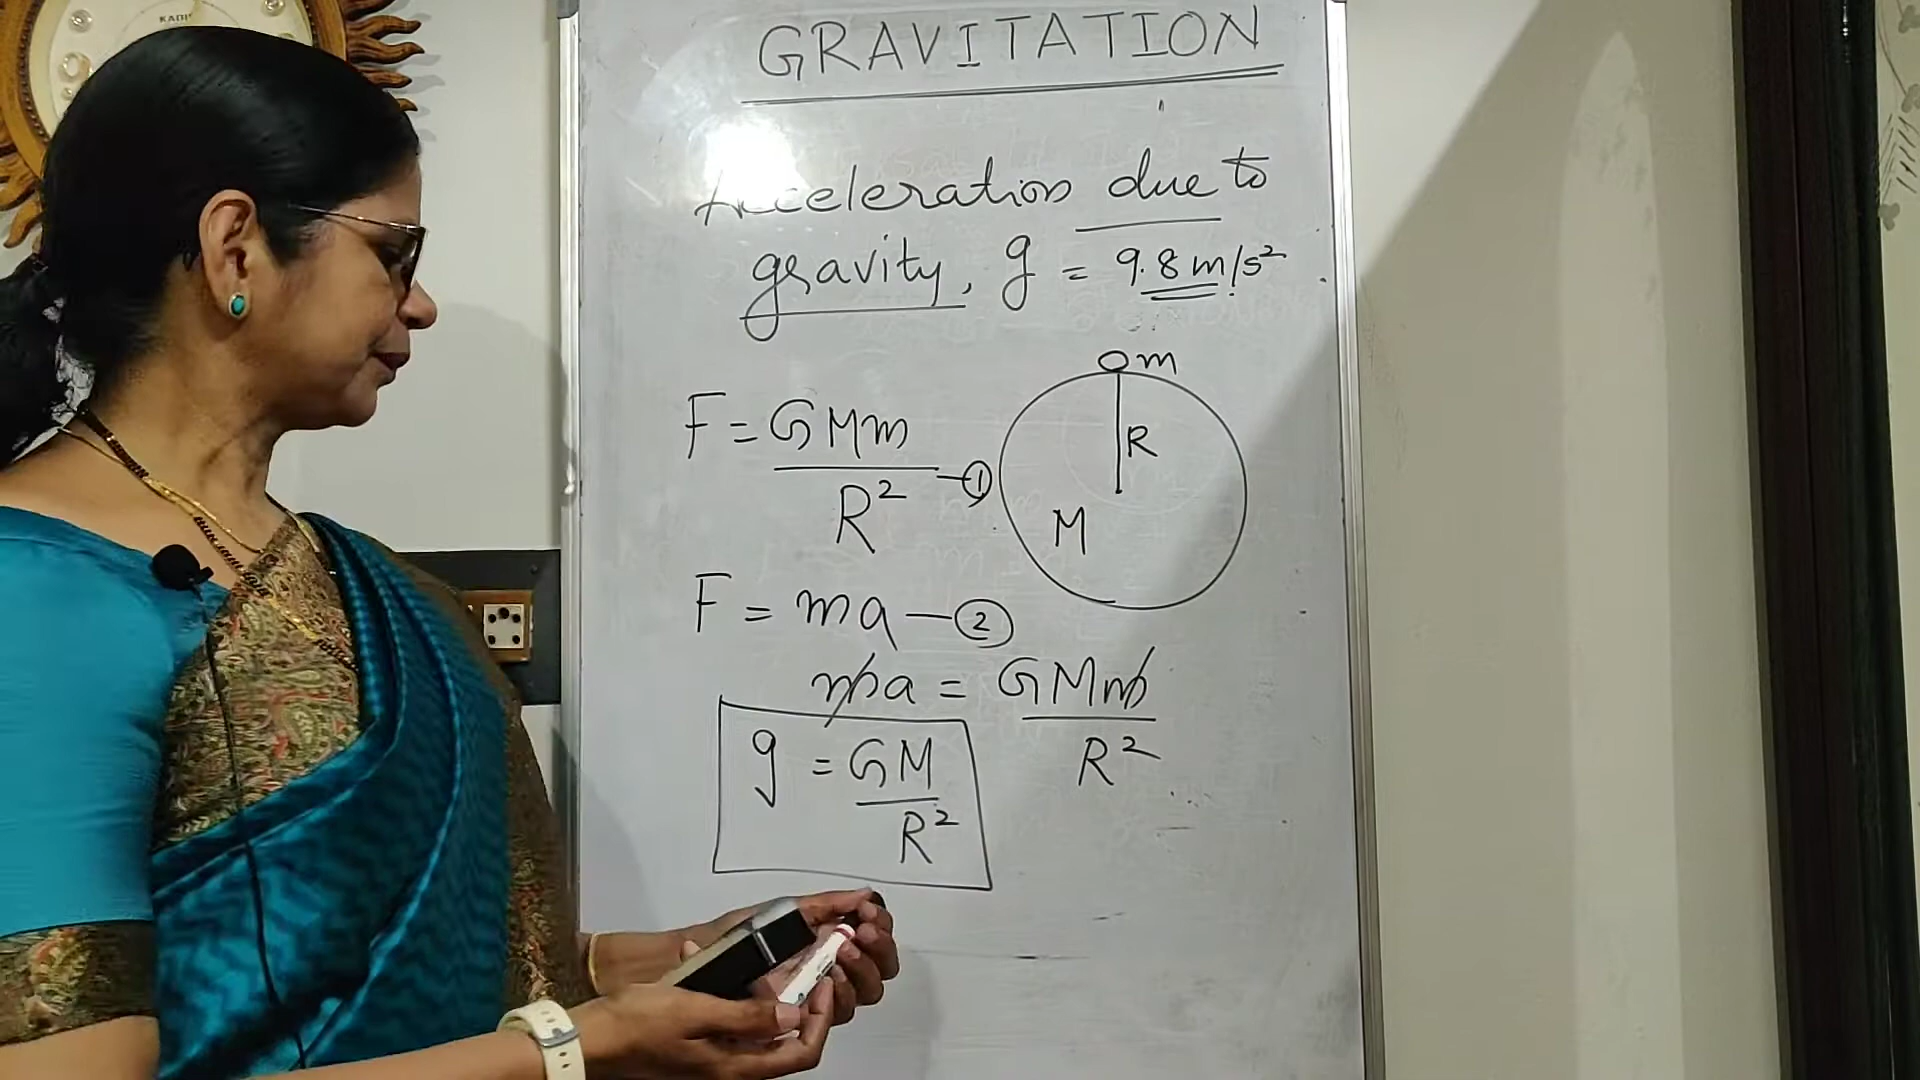 GRAVITATION
Acceleration due to
gravity, g = 9.8 m/s²
m
R
M
F = GMm/R² — ①
F = ma — ②
ma = GMm/R²
g = GM/R²